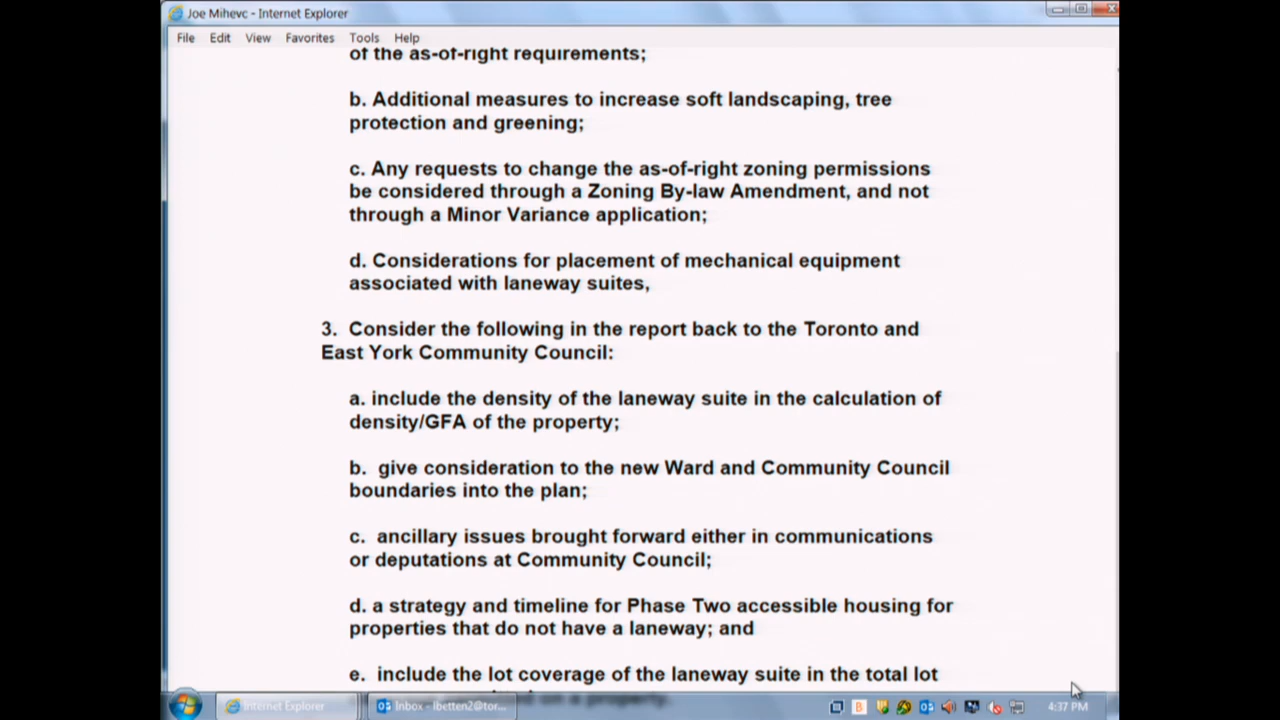 Joe Mihevc - Internet Explorer
File Edit View Favorites Tools Help
of the as-of-right requirements;
b. Additional measures to increase soft landscaping, tree
protection and greening;
c. Any requests to change the as-of-right zoning permissions
be considered through a Zoning By-law Amendment, and not
through a Minor Variance application;
d. Considerations for placement of mechanical equipment
associated with laneway suites,
3. Consider the following in the report back to the Toronto and
East York Community Council:
a. include the density of the laneway suite in the calculation of
density/GFA of the property;
b. give consideration to the new Ward and Community Council
boundaries into the plan;
c. ancillary issues brought forward either in communications
or deputations at Community Council;
d. a strategy and timeline for Phase Two accessible housing for
properties that do not have a laneway; and
e. include the lot coverage of the laneway suite in the total lot
on a property.
Internet Explorer Inbox - lbetten2@tor... 4:37 PM